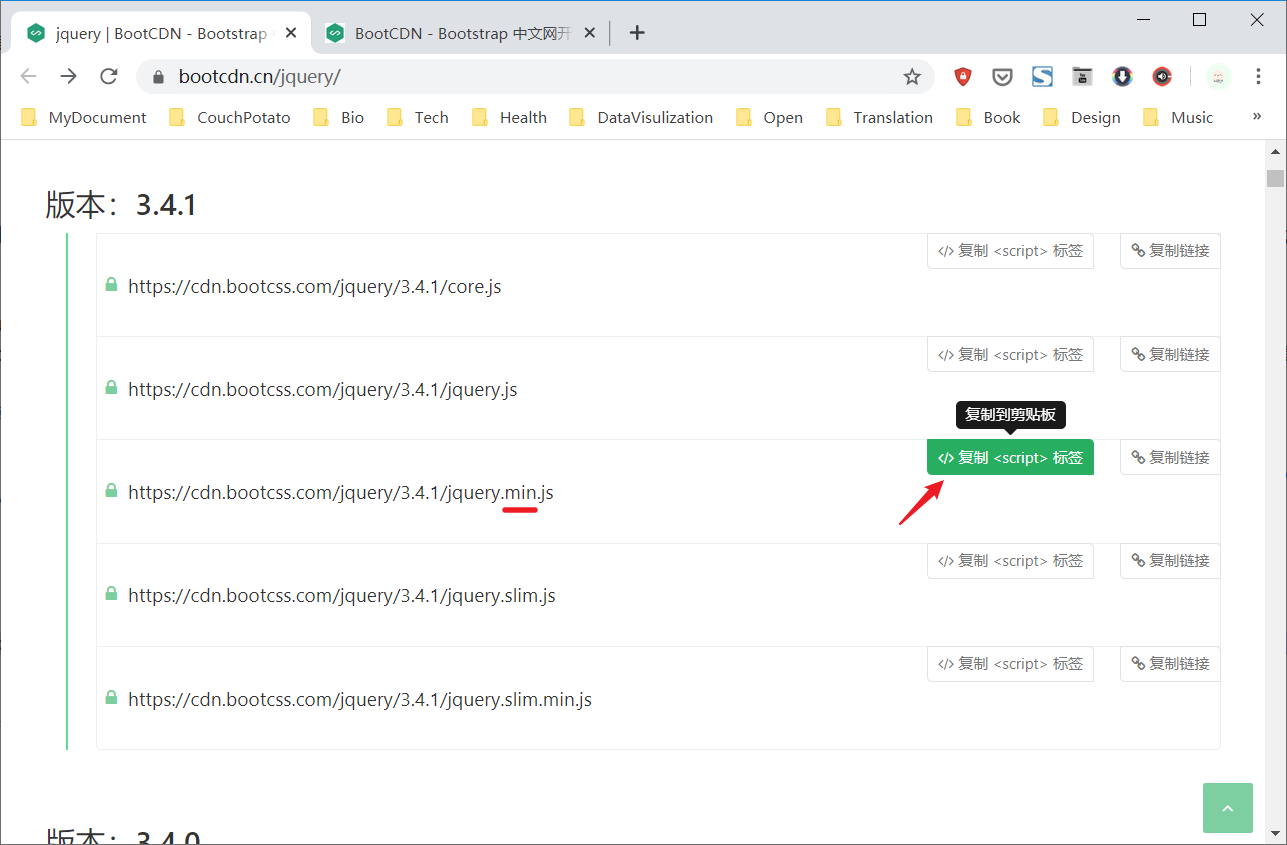 jquery | BootCDN - Bootstrap
BootCDN - Bootstrap 中文网开
bootcdn.cn/jquery/
MyDocument CouchPotato Bio Tech Health DataVisulization Open Translation Book Design Music »
版本：3.4.1
</> 复制 <script> 标签 复制链接
https://cdn.bootcss.com/jquery/3.4.1/core.js
</> 复制 <script> 标签 复制链接
https://cdn.bootcss.com/jquery/3.4.1/jquery.js
复制到剪贴板
</> 复制 <script> 标签 复制链接
https://cdn.bootcss.com/jquery/3.4.1/jquery.min.js
</> 复制 <script> 标签 复制链接
https://cdn.bootcss.com/jquery/3.4.1/jquery.slim.js
</> 复制 <script> 标签 复制链接
https://cdn.bootcss.com/jquery/3.4.1/jquery.slim.min.js
版本：3.4.0